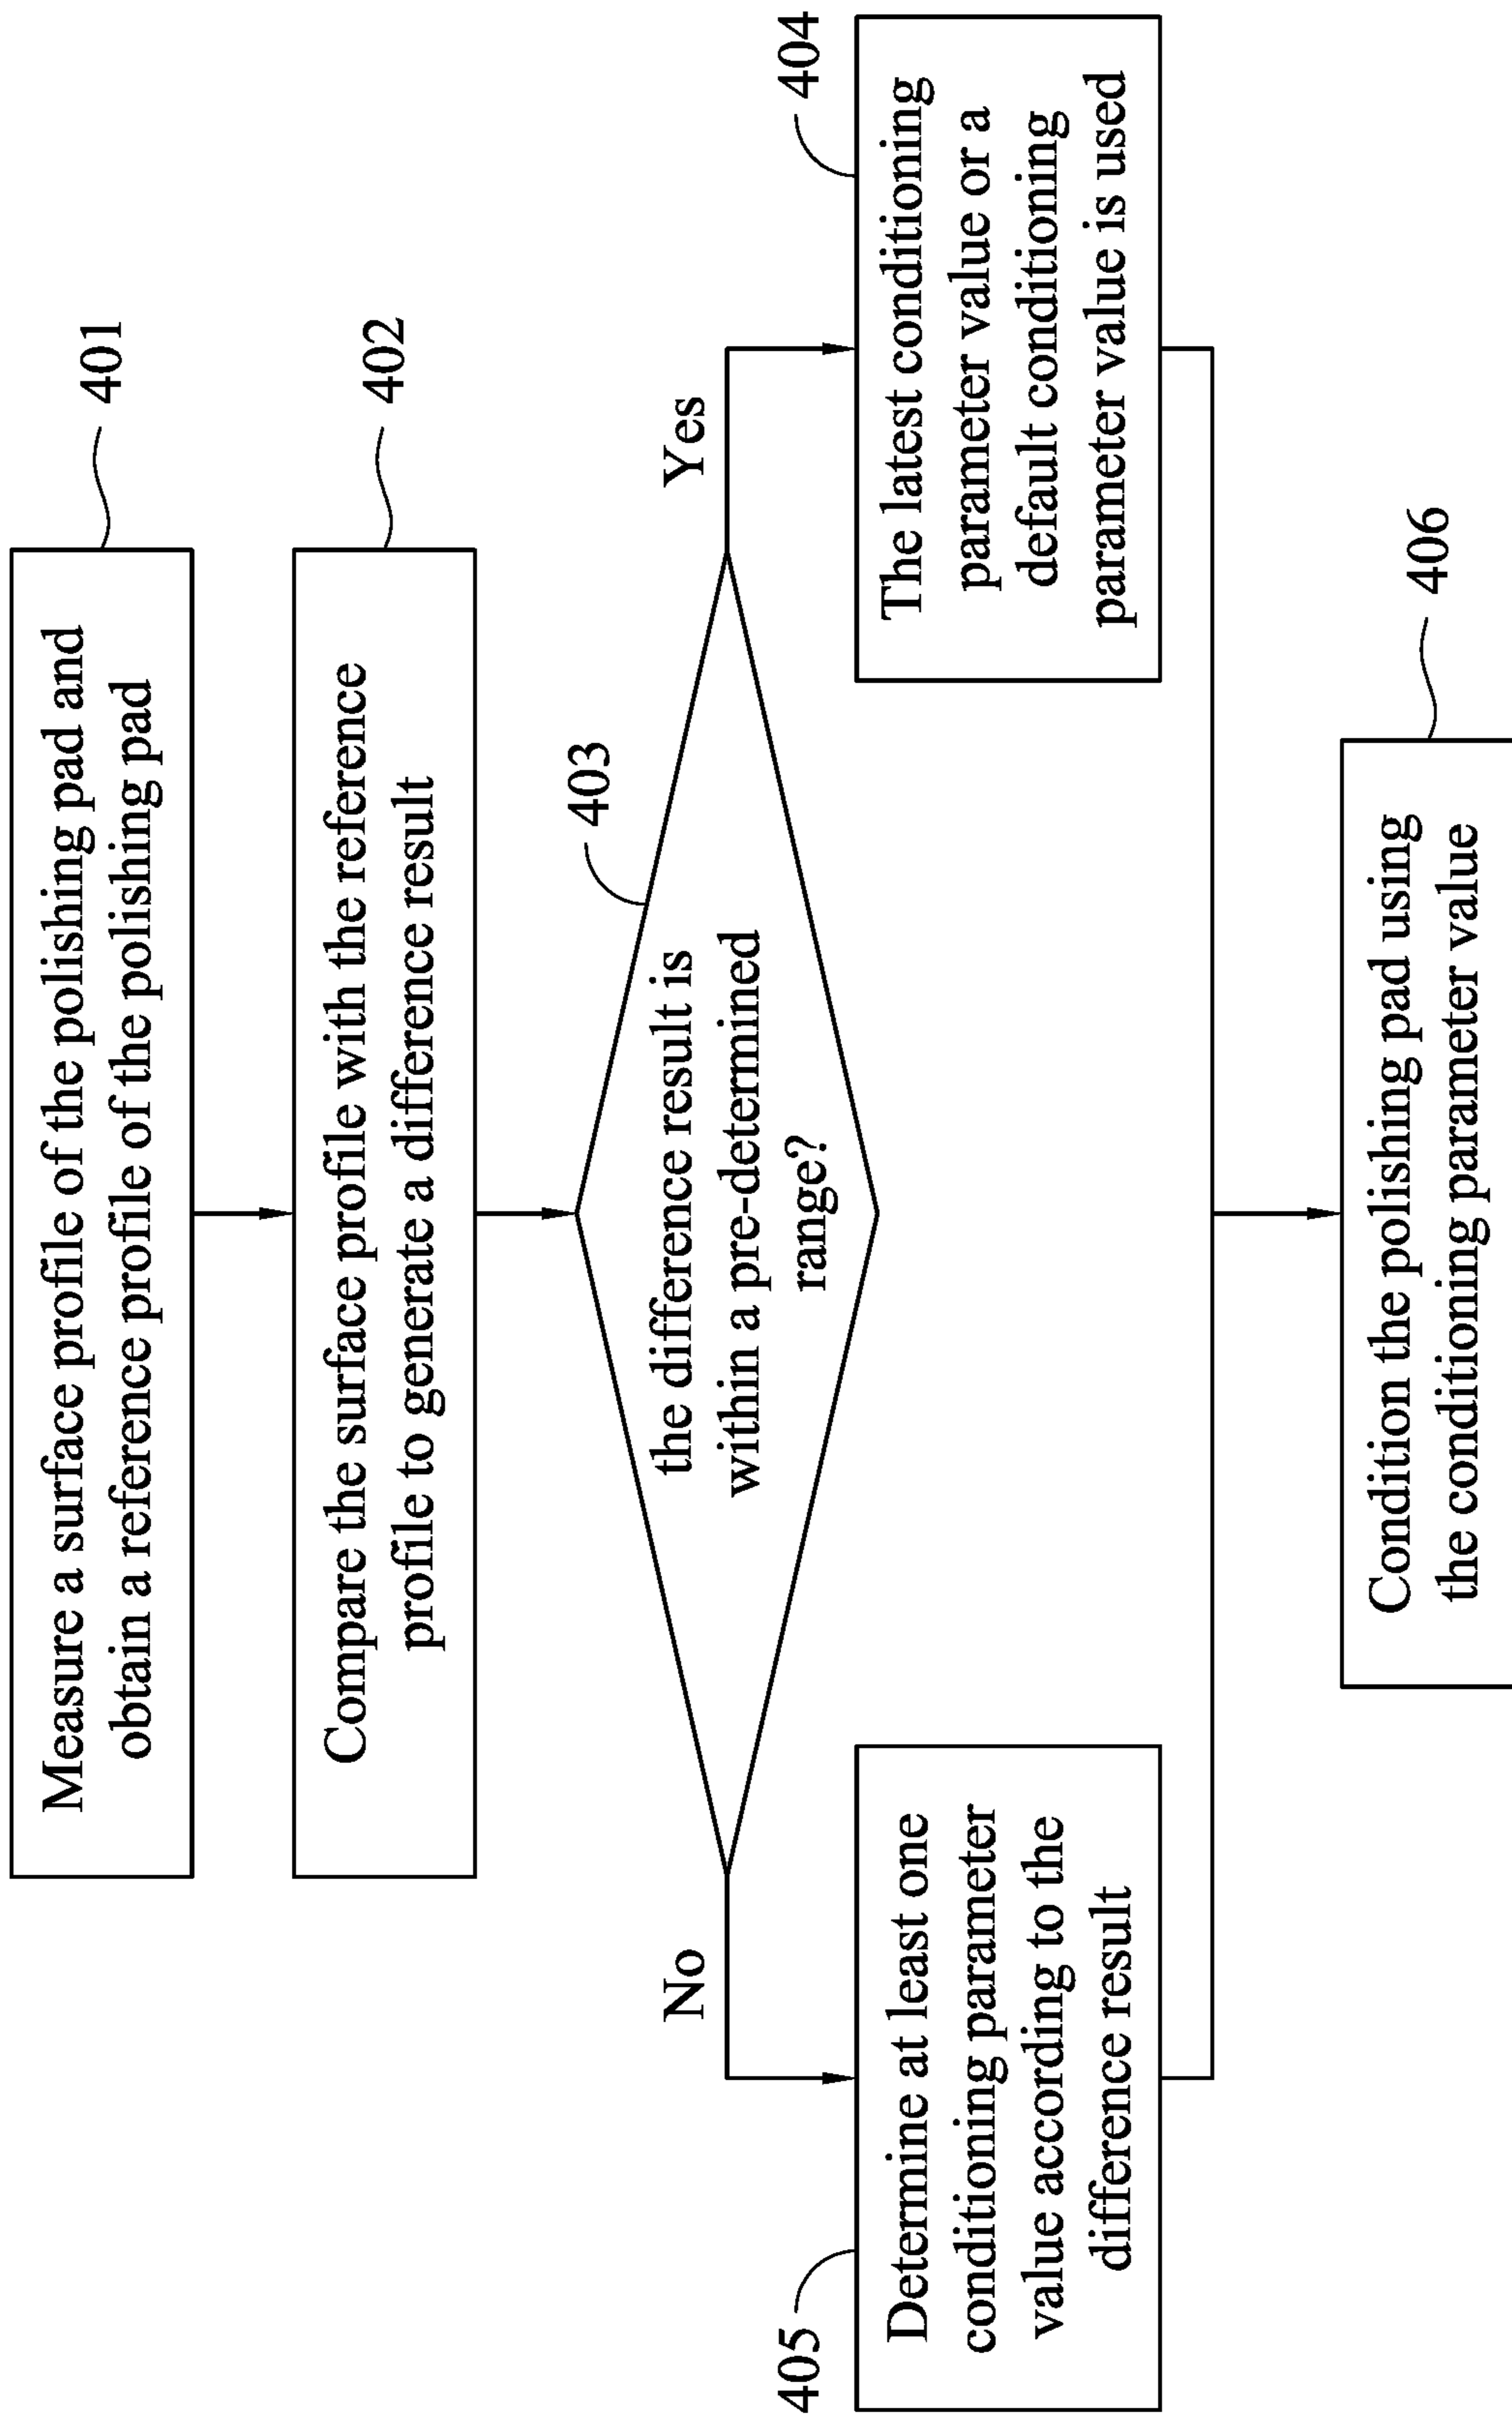 Measure a surface profile of the polishing pad and
obtain a reference profile of the polishing pad
401
Compare the surface profile with the reference
profile to generate a difference result
402
403
the difference result is
within a pre-determined
range?
No
Yes
405
Determine at least one
conditioning parameter
value according to the
difference result
404
The latest conditioning
parameter value or a
default conditioning
parameter value is used
406
Condition the polishing pad using
the conditioning parameter value